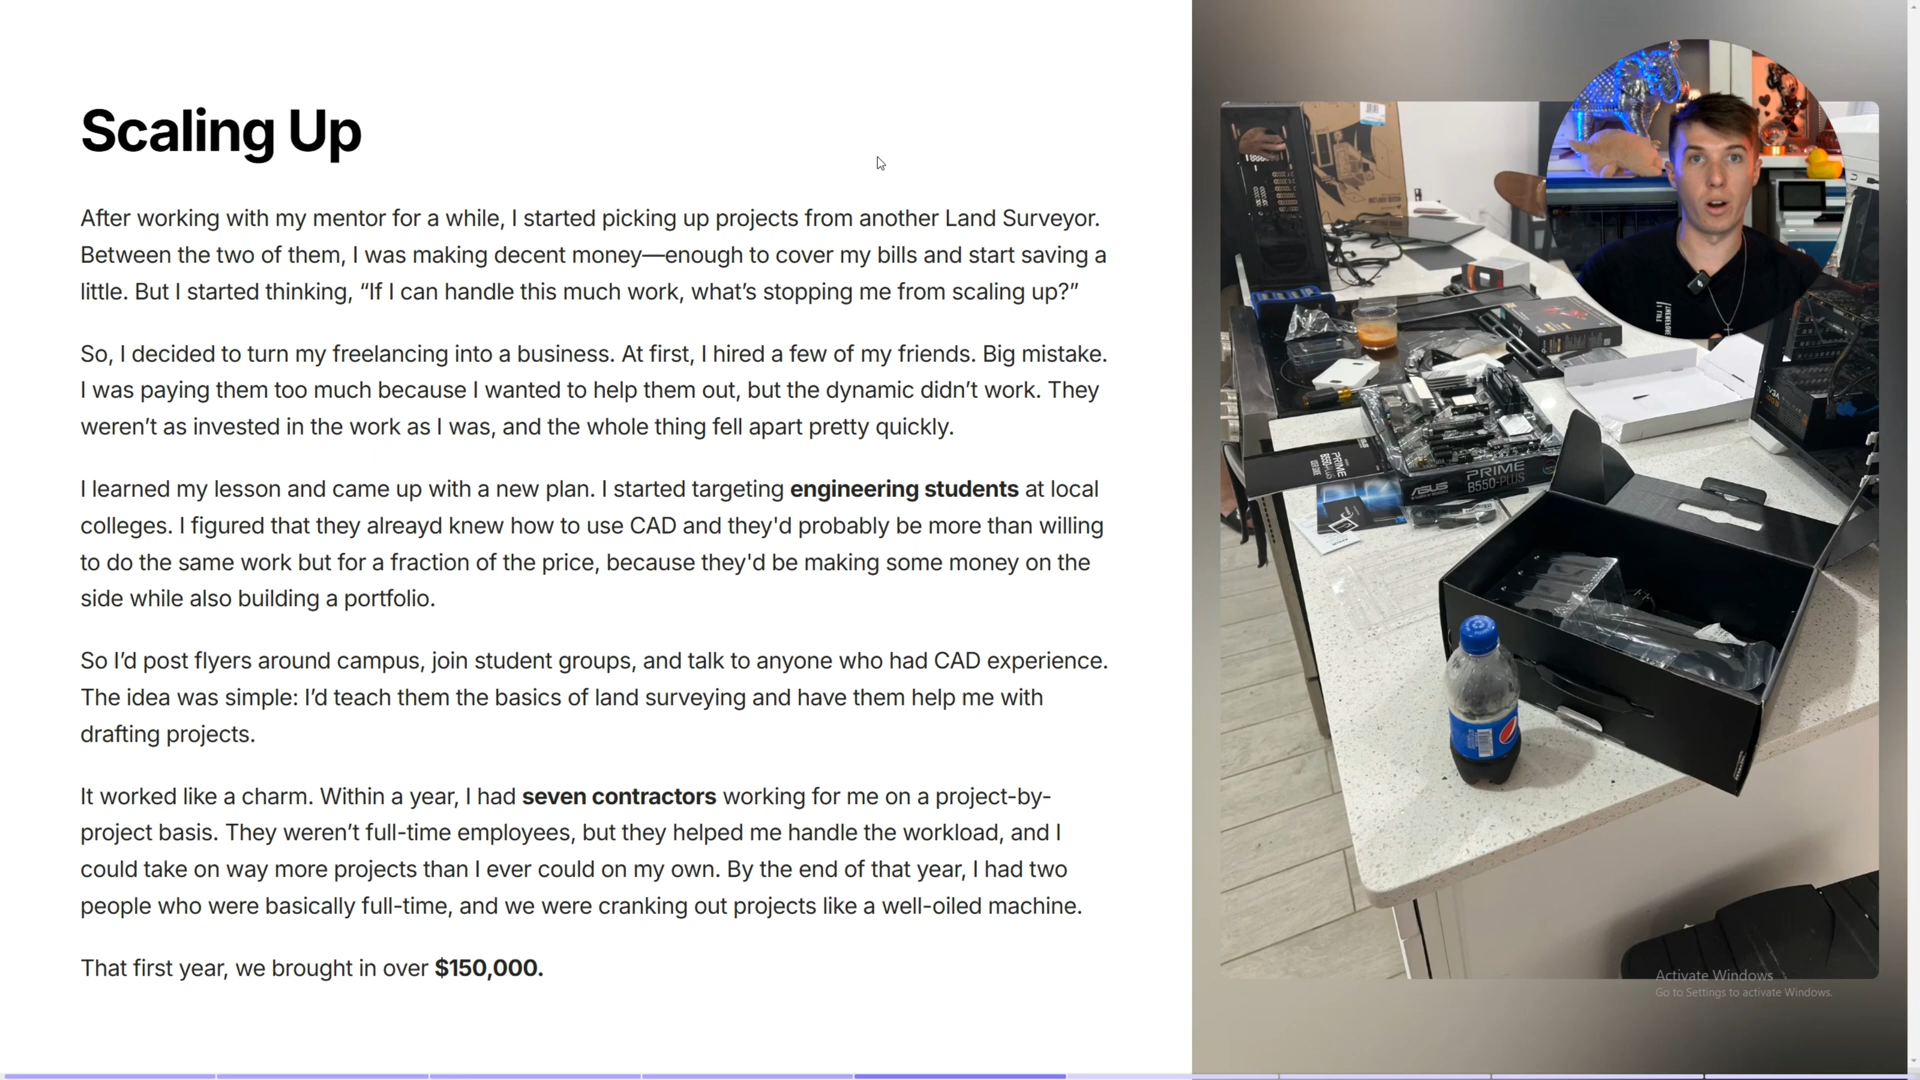 Scaling Up
After working with my mentor for a while, I started picking up projects from another Land Surveyor.
Between the two of them, I was making decent money—enough to cover my bills and start saving a
little. But I started thinking, “If I can handle this much work, what’s stopping me from scaling up?”
So, I decided to turn my freelancing into a business. At first, I hired a few of my friends. Big mistake.
I was paying them too much because I wanted to help them out, but the dynamic didn’t work. They
weren’t as invested in the work as I was, and the whole thing fell apart pretty quickly.
I learned my lesson and came up with a new plan. I started targeting engineering students at local
colleges. I figured that they alreayd knew how to use CAD and they'd probably be more than willing
to do the same work but for a fraction of the price, because they'd be making some money on the
side while also building a portfolio.
So I’d post flyers around campus, join student groups, and talk to anyone who had CAD experience.
The idea was simple: I’d teach them the basics of land surveying and have them help me with
drafting projects.
It worked like a charm. Within a year, I had seven contractors working for me on a project-by-
project basis. They weren’t full-time employees, but they helped me handle the workload, and I
could take on way more projects than I ever could on my own. By the end of that year, I had two
people who were basically full-time, and we were cranking out projects like a well-oiled machine.
That first year, we brought in over $150,000.
PRIME
B550-PLUS
ASUS
PRIME
B550-PLUS
Activate Windows
Go to Settings to activate Windows.